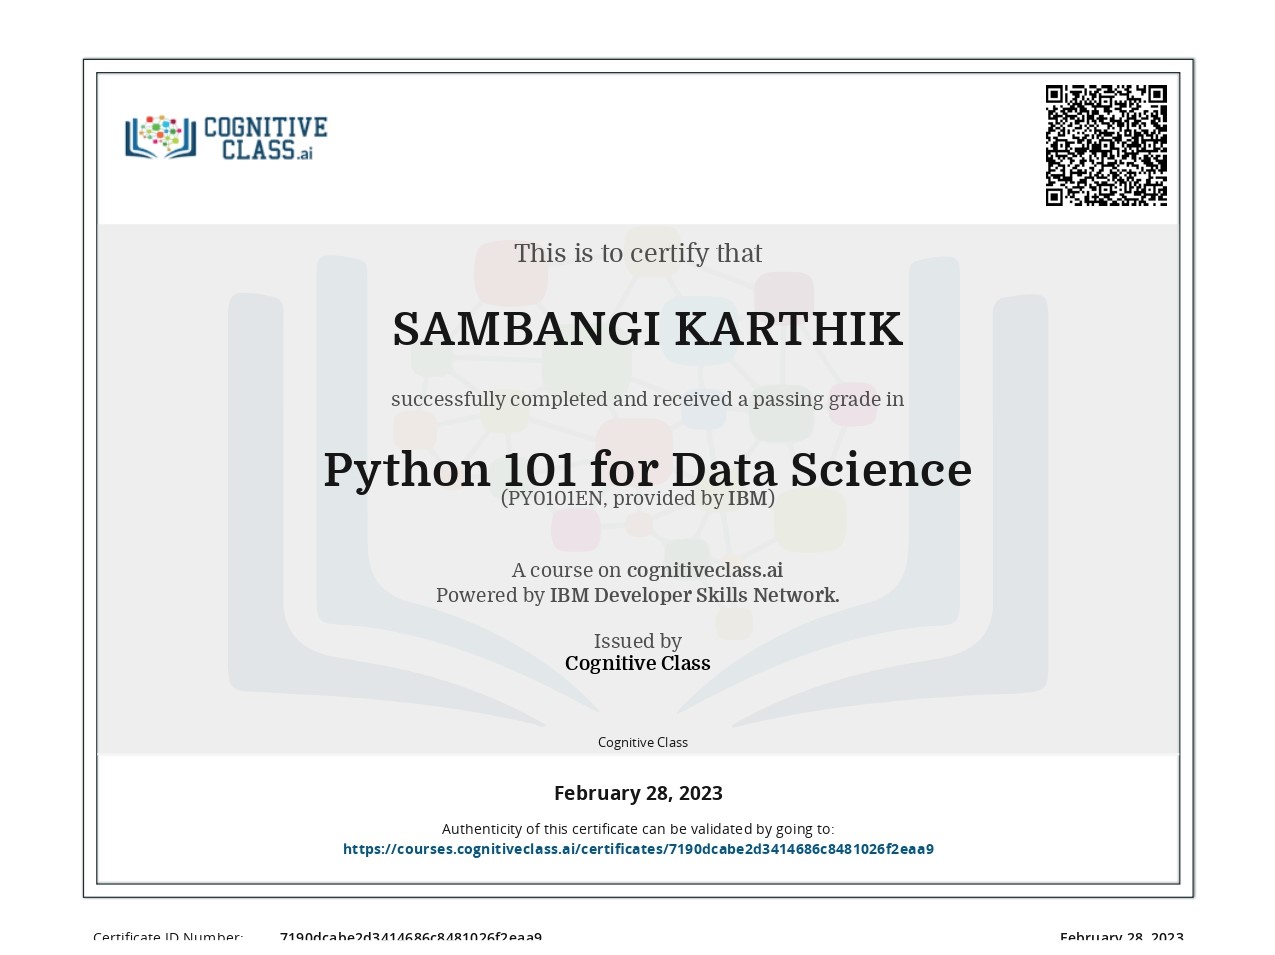 COGNITIVE
CLASS.ai
This is to certify that
SAMBANGI KARTHIK
successfully completed and received a passing grade in
Python 101 for Data Science
(PY0101EN, provided by IBM)
A course on cognitiveclass.ai
Powered by IBM Developer Skills Network.
Issued by
Cognitive Class
Cognitive Class
February 28, 2023
Authenticity of this certificate can be validated by going to:
https://courses.cognitiveclass.ai/certificates/7190dcabe2d3414686c8481026f2eaa9
Certificate ID Number: 7190dcabe2d3414686c8481026f2eaa9 February 28, 2023